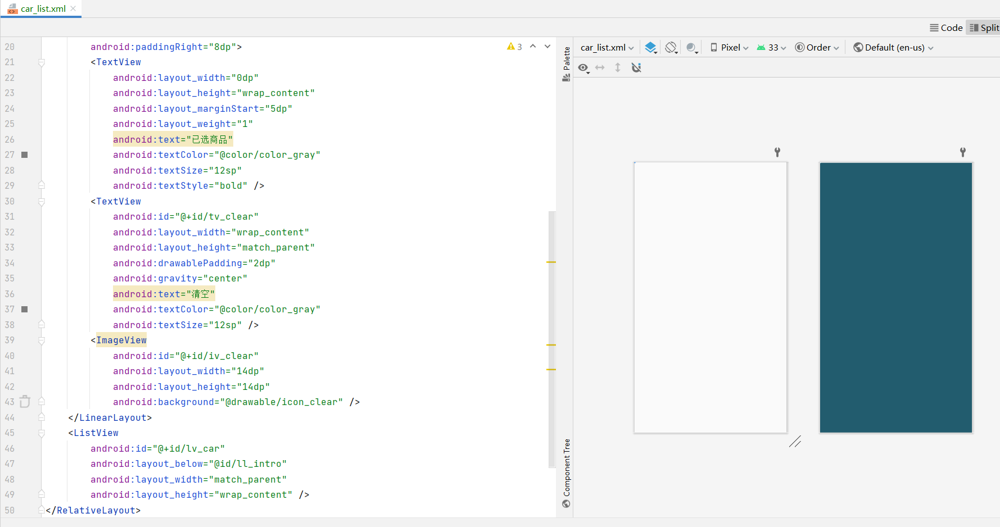 car_list.xml
Code
Split
20 android:paddingRight="8dp">
21 <TextView
22 android:layout_width="0dp"
23 android:layout_height="wrap_content"
24 android:layout_marginStart="5dp"
25 android:layout_weight="1"
26 android:text="已选商品"
27 android:textColor="@color/color_gray"
28 android:textSize="12sp"
29 android:textStyle="bold" />
30 <TextView
31 android:id="@+id/tv_clear"
32 android:layout_width="wrap_content"
33 android:layout_height="match_parent"
34 android:drawablePadding="2dp"
35 android:gravity="center"
36 android:text="清空"
37 android:textColor="@color/color_gray"
38 android:textSize="12sp" />
39 <ImageView
40 android:id="@+id/iv_clear"
41 android:layout_width="14dp"
42 android:layout_height="14dp"
43 android:background="@drawable/icon_clear" />
44 </LinearLayout>
45 <ListView
46 android:id="@+id/lv_car"
47 android:layout_below="@id/ll_intro"
48 android:layout_width="match_parent"
49 android:layout_height="wrap_content" />
50 </RelativeLayout>
3
Palette
Component Tree
car_list.xml
Pixel
33
Order
Default (en-us)